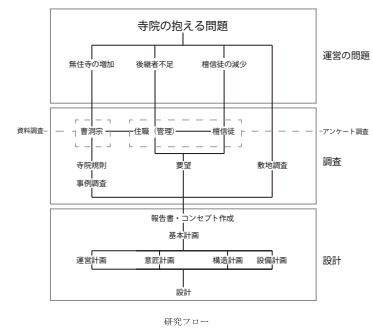 寺院の抱える問題
運営の問題
無住寺の増加 後継者不足 檀信徒の減少
資料調査 曹洞宗 住職（管理） 檀信徒 アンケート調査
寺院規則 要望 敷地調査 調査
事例調査
報告書・コンセプト作成
基本計画
運営計画 意匠計画 構造計画 設備計画 設計
設計
研究フロー